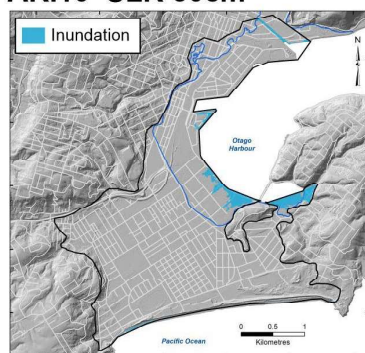 Inundation
N
Otago
Harbour
Pacific Ocean
0 0.5 1
Kilometres